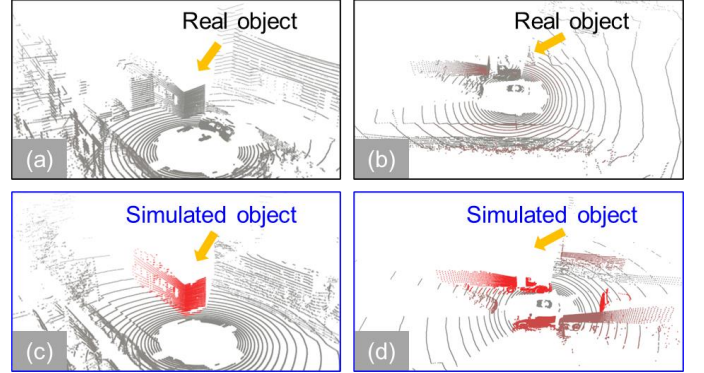 Real object
Real object
(a)
(b)
Simulated object
Simulated object
(c)
(d)